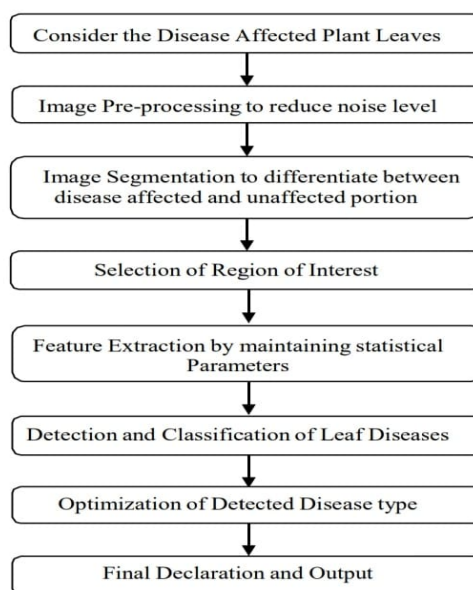 Consider the Disease Affected Plant Leaves
Image Pre-processing to reduce noise level
Image Segmentation to differentiate between
disease affected and unaffected portion
Selection of Region of Interest
Feature Extraction by maintaining statistical
Parameters
Detection and Classification of Leaf Diseases
Optimization of Detected Disease type
Final Declaration and Output